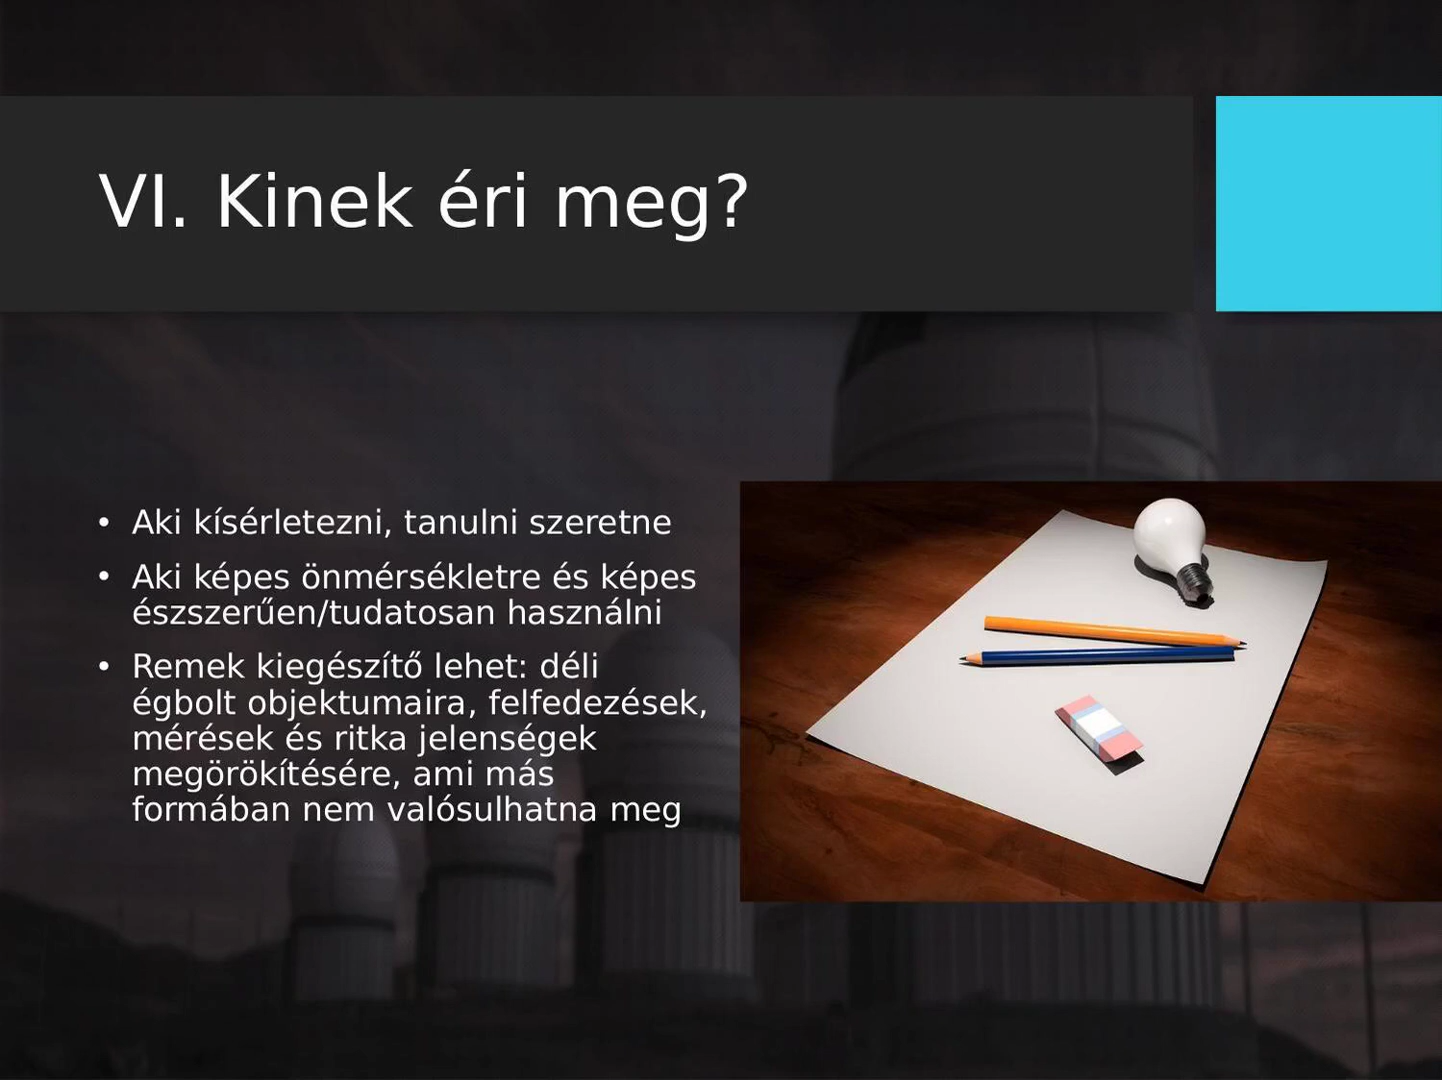 VI. Kinek éri meg?
• Aki kísérletezni, tanulni szeretne
• Aki képes önmérsékletre és képes
észszerűen/tudatosan használni
• Remek kiegészítő lehet: déli
égbolt objektumaira, felfedezések,
mérések és ritka jelenségek
megörökítésére, ami más
formában nem valósulhatna meg